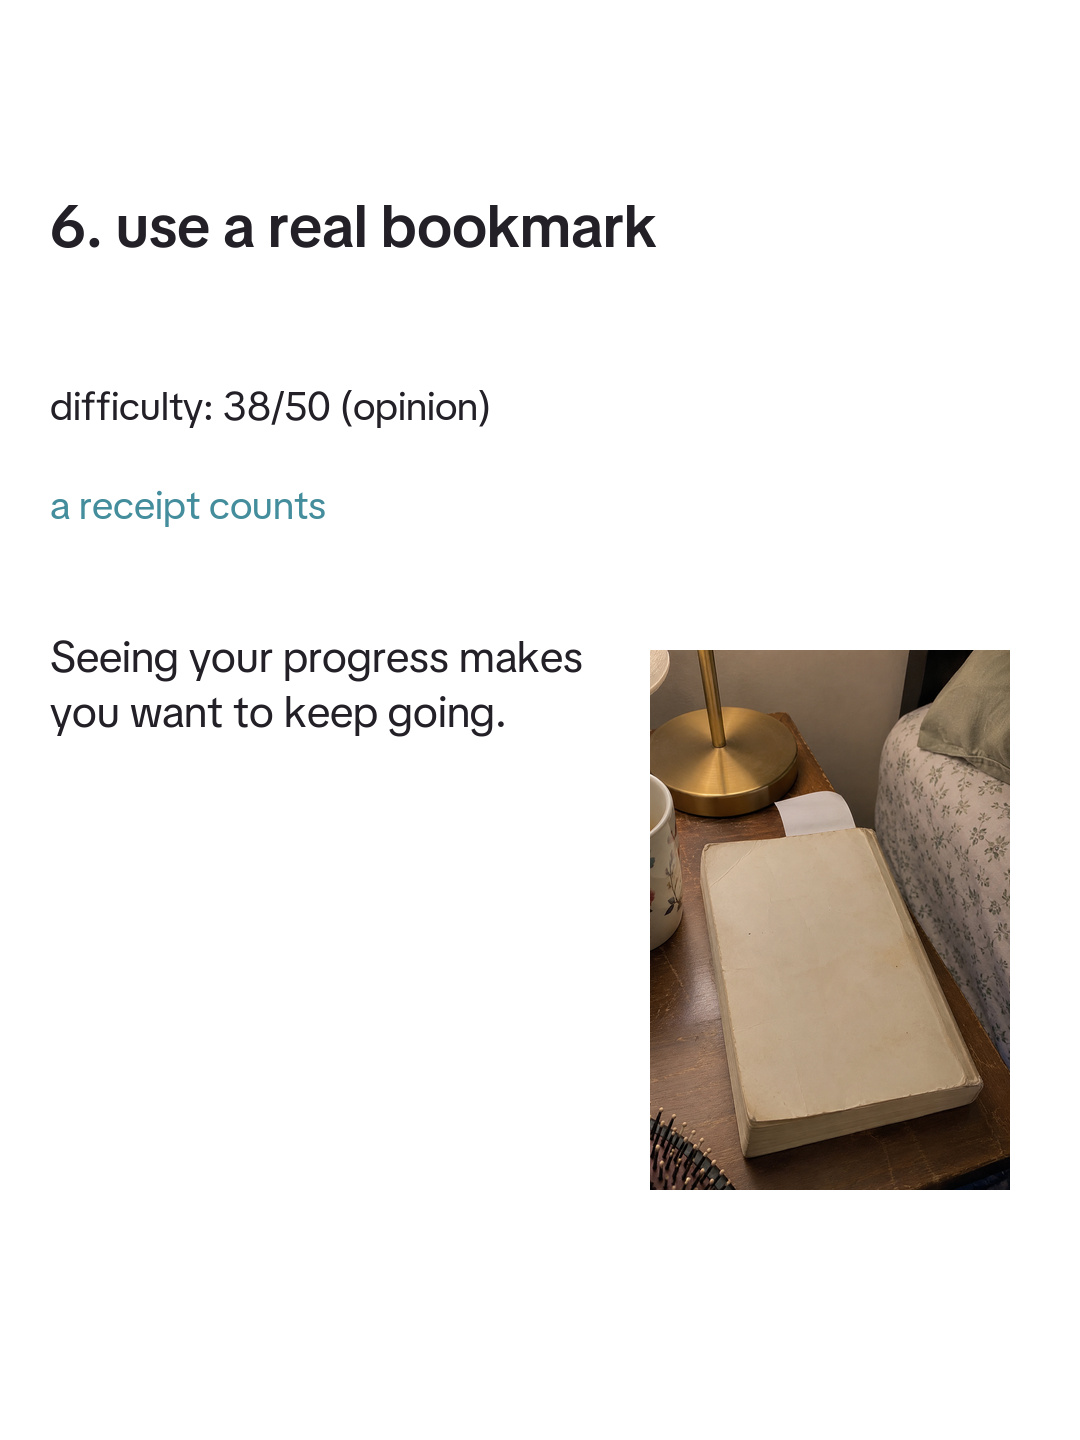 6. use a real bookmark
difficulty: 38/50 (opinion)
a receipt counts
Seeing your progress makes
you want to keep going.